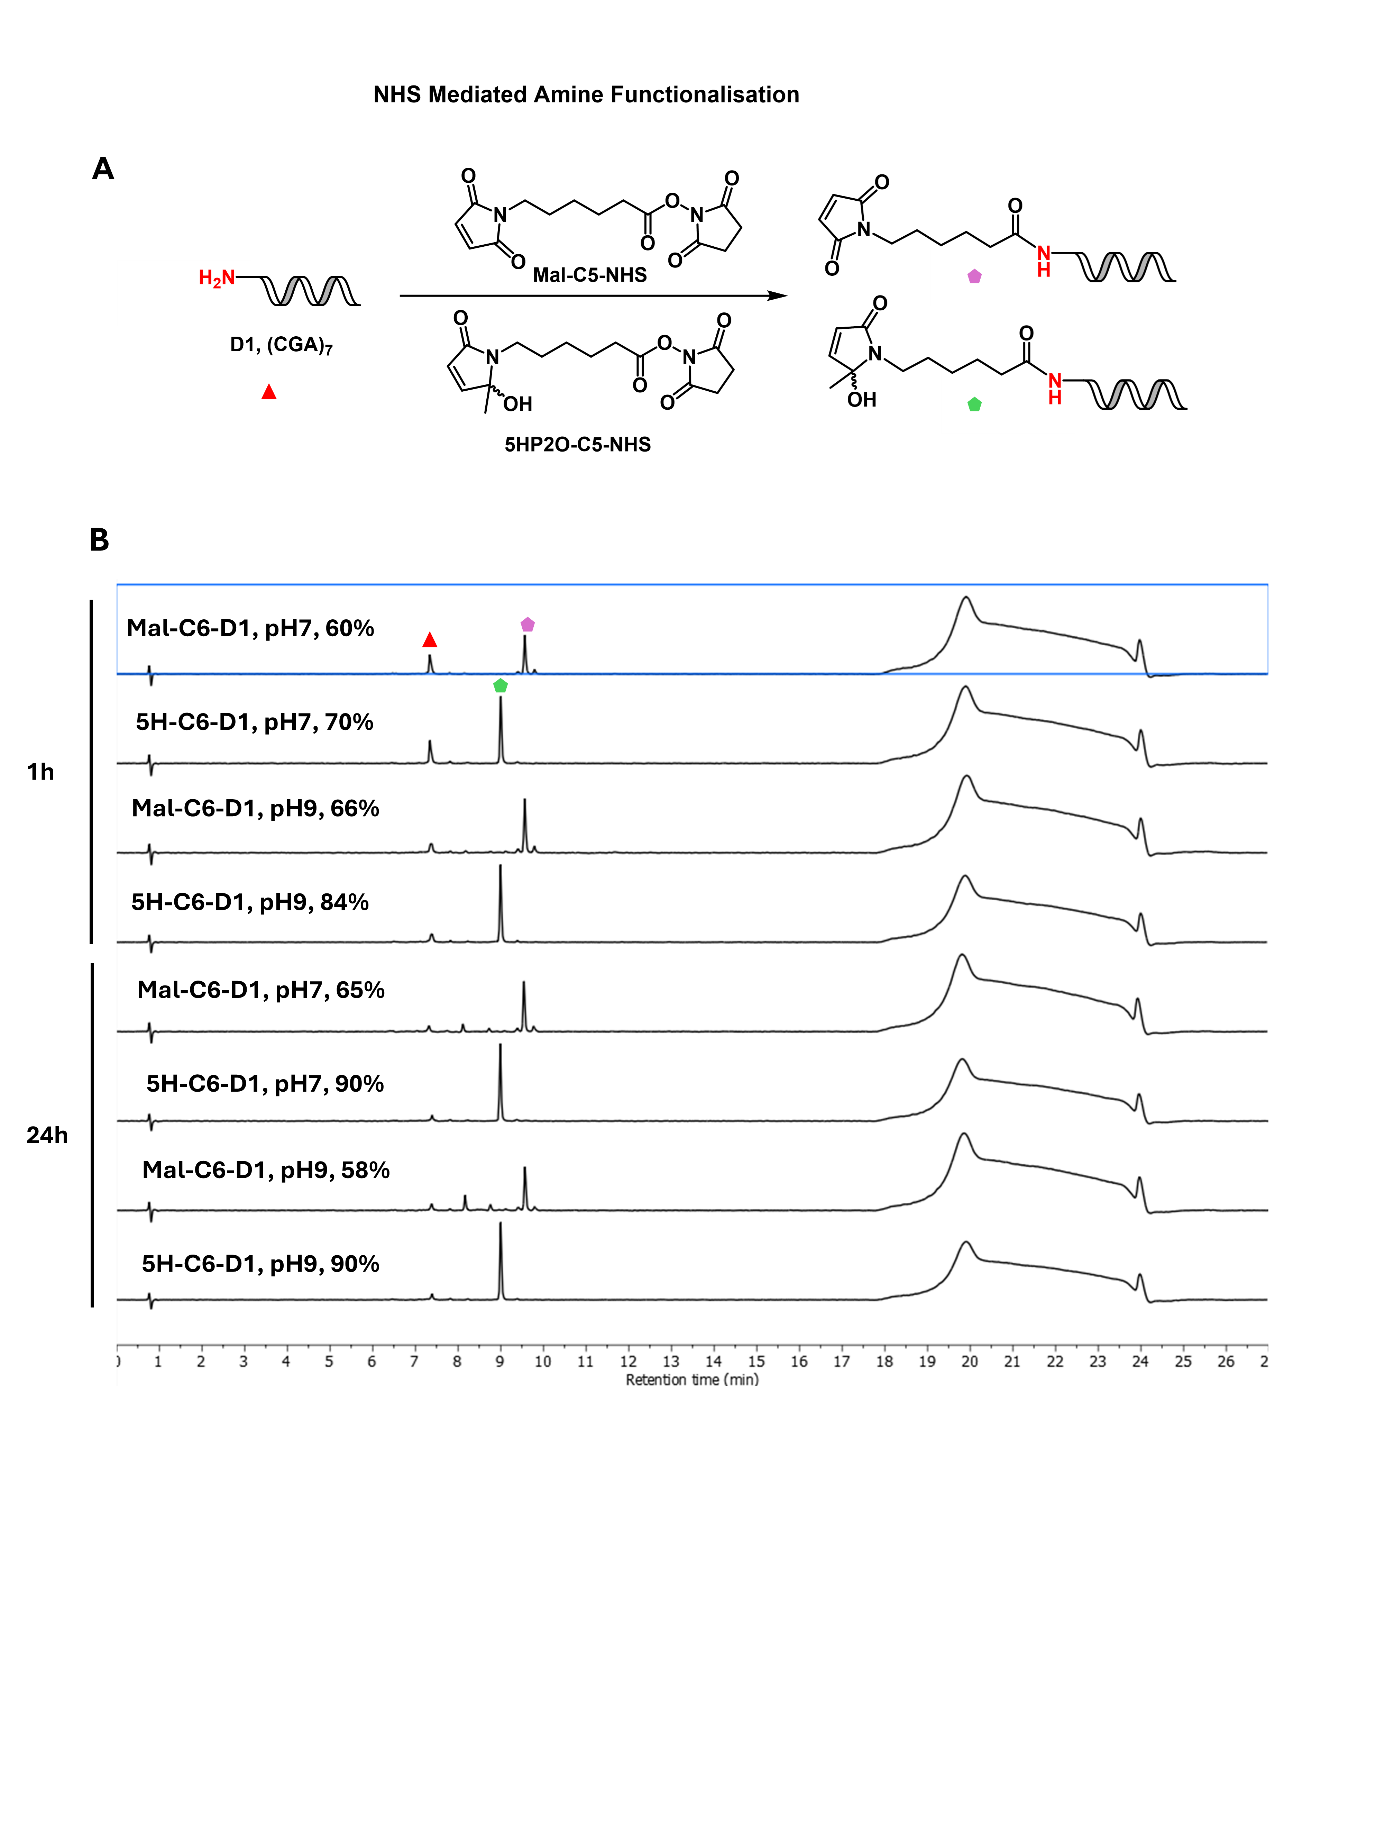 NHS Mediated Amine Functionalisation
A
O
N
O
O
O
N
O
O
Mal-C5-NHS
H₂N
D1, (CGA)₇
O
N
OH
O
O
N
O
O
5HP2O-C5-NHS
O
N
O
O
N
H
O
N
OH
O
N
H
B
1h
Mal-C6-D1, pH7, 60%
5H-C6-D1, pH7, 70%
Mal-C6-D1, pH9, 66%
5H-C6-D1, pH9, 84%
24h
Mal-C6-D1, pH7, 65%
5H-C6-D1, pH7, 90%
Mal-C6-D1, pH9, 58%
5H-C6-D1, pH9, 90%
0 1 2 3 4 5 6 7 8 9 10 11 12 13 14 15 16 17 18 19 20 21 22 23 24 25 26 2
Retention time (min)